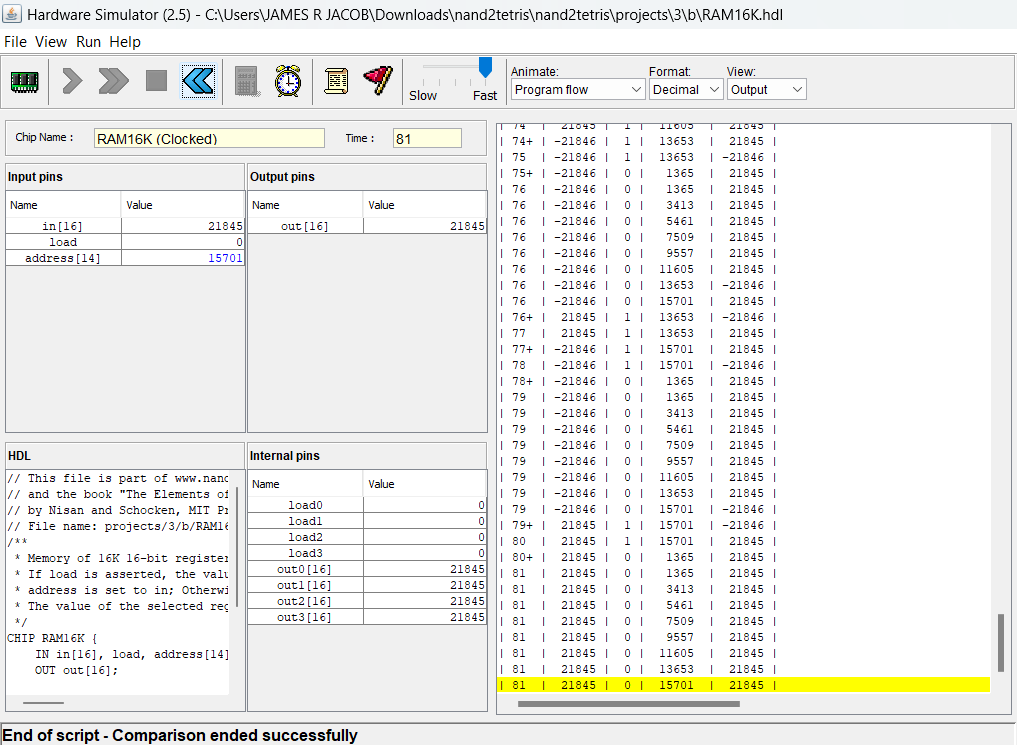 Hardware Simulator (2.5) - C:\Users\JAMES R JACOB\Downloads\nand2tetris\nand2tetris\projects\3\b\RAM16K.hdl
File View Run Help
Slow Fast
Animate: Format: View:
Program flow Decimal Output
Chip Name : RAM16K (Clocked) Time : 81
Input pins
Name Value
in[16] 21845
load 0
address[14] 15701
Output pins
Name Value
out[16] 21845
HDL
// This file is part of www.nand
// and the book "The Elements of
// by Nisan and Schocken, MIT Pr
// File name: projects/3/b/RAM16
/**
* Memory of 16K 16-bit register
* If load is asserted, the valu
* address is set to in; Otherwi
* The value of the selected reg
*/
CHIP RAM16K {
IN in[16], load, address[14]
OUT out[16];
Internal pins
Name Value
load0 0
load1 0
load2 0
load3 0
out0[16] 21845
out1[16] 21845
out2[16] 21845
out3[16] 21845
| 74 | 21845 | 1 | 11605 | 21845 |
| 74+ | -21846 | 1 | 13653 | 21845 |
| 75 | -21846 | 1 | 13653 | -21846 |
| 75+ | -21846 | 0 | 1365 | 21845 |
| 76 | -21846 | 0 | 1365 | 21845 |
| 76 | -21846 | 0 | 3413 | 21845 |
| 76 | -21846 | 0 | 5461 | 21845 |
| 76 | -21846 | 0 | 7509 | 21845 |
| 76 | -21846 | 0 | 9557 | 21845 |
| 76 | -21846 | 0 | 11605 | 21845 |
| 76 | -21846 | 0 | 13653 | -21846 |
| 76 | -21846 | 0 | 15701 | 21845 |
| 76+ | 21845 | 1 | 13653 | -21846 |
| 77 | 21845 | 1 | 13653 | 21845 |
| 77+ | -21846 | 1 | 15701 | 21845 |
| 78 | -21846 | 1 | 15701 | -21846 |
| 78+ | -21846 | 0 | 1365 | 21845 |
| 79 | -21846 | 0 | 1365 | 21845 |
| 79 | -21846 | 0 | 3413 | 21845 |
| 79 | -21846 | 0 | 5461 | 21845 |
| 79 | -21846 | 0 | 7509 | 21845 |
| 79 | -21846 | 0 | 9557 | 21845 |
| 79 | -21846 | 0 | 11605 | 21845 |
| 79 | -21846 | 0 | 13653 | 21845 |
| 79 | -21846 | 0 | 15701 | -21846 |
| 79+ | 21845 | 1 | 15701 | -21846 |
| 80 | 21845 | 1 | 15701 | 21845 |
| 80+ | 21845 | 0 | 1365 | 21845 |
| 81 | 21845 | 0 | 1365 | 21845 |
| 81 | 21845 | 0 | 3413 | 21845 |
| 81 | 21845 | 0 | 5461 | 21845 |
| 81 | 21845 | 0 | 7509 | 21845 |
| 81 | 21845 | 0 | 9557 | 21845 |
| 81 | 21845 | 0 | 11605 | 21845 |
| 81 | 21845 | 0 | 13653 | 21845 |
| 81 | 21845 | 0 | 15701 | 21845 |
End of script - Comparison ended successfully